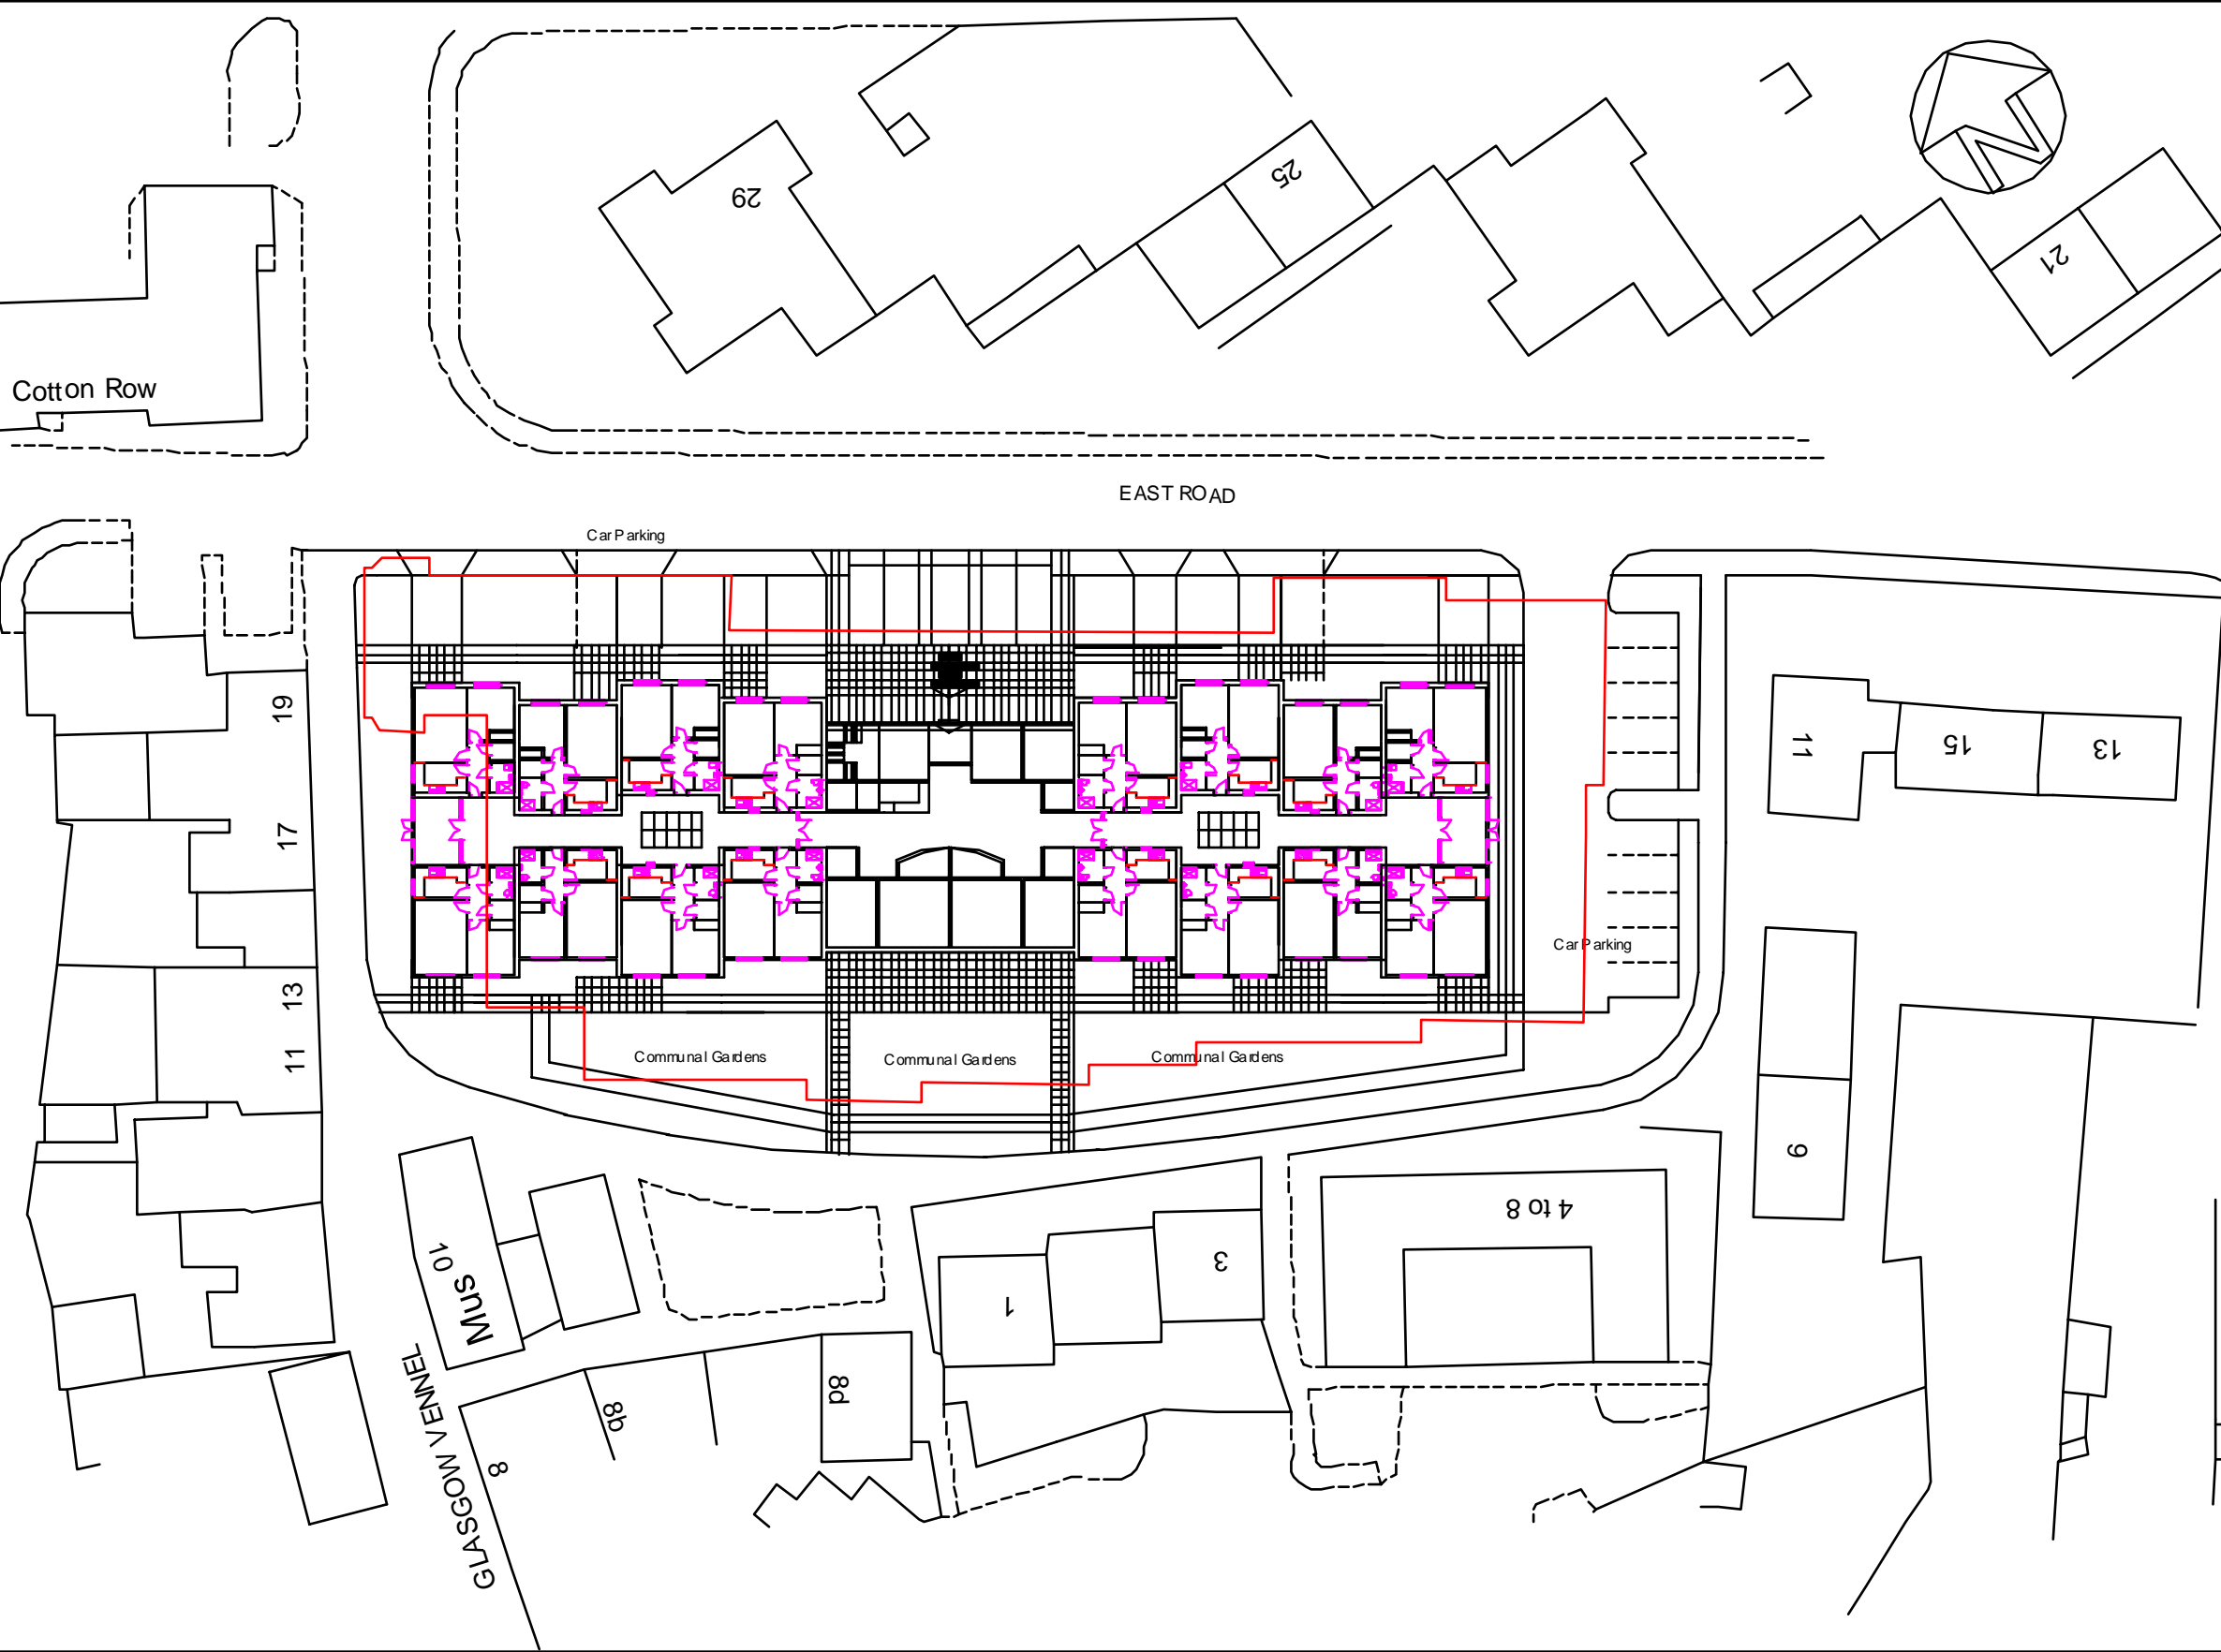 29
25
21
N
Cotton Row
EAST ROAD
Car Parking
19
11
15
13
17
Car Parking
13
11
Communal Gardens
Communal Gardens
Communal Gardens
9
4 to 8
Mus 01
3
1
8d
8b
8
GLASGOW VENNEL